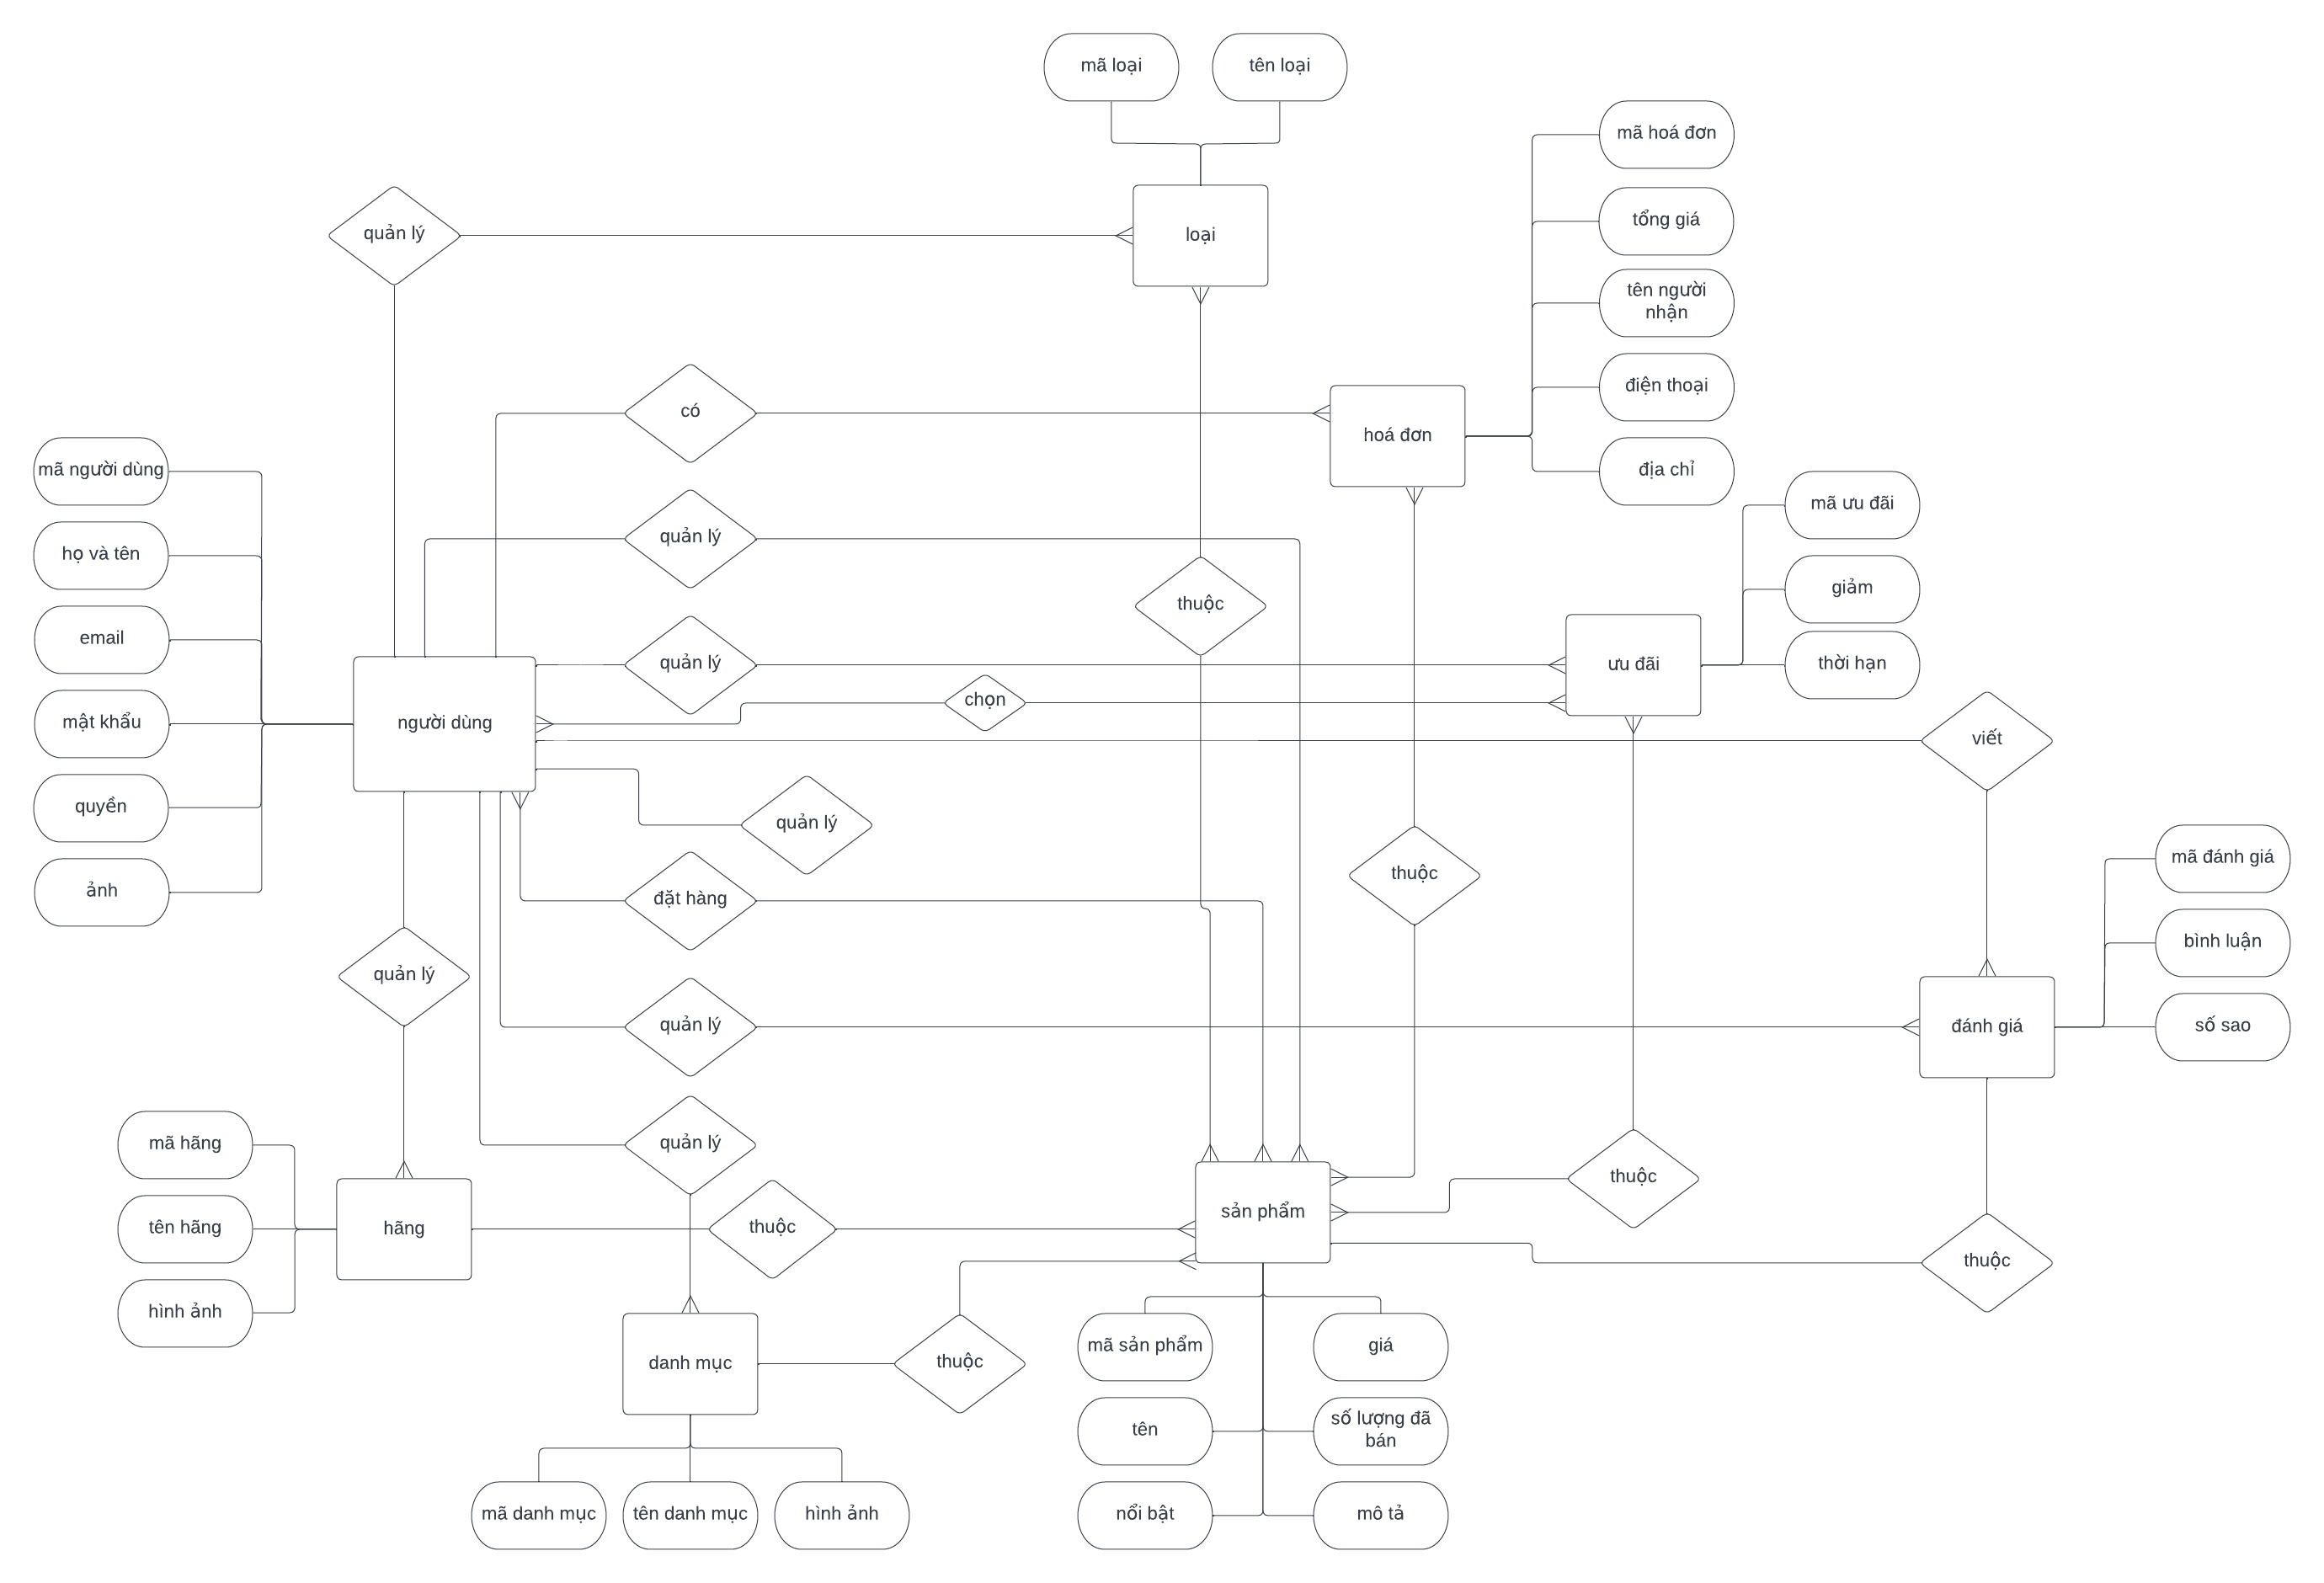 mã loại
tên loại
mã hoá đơn
tổng giá
quản lý
loại
tên người
nhận
điện thoại
có
hoá đơn
địa chỉ
mã người dùng
mã ưu đãi
họ và tên
quản lý
giảm
thuộc
email
quản lý
ưu đãi
thời hạn
chọn
mật khẩu
người dùng
viết
quyền
quản lý
mã đánh giá
ảnh
đặt hàng
thuộc
bình luận
quản lý
quản lý
đánh giá
số sao
mã hãng
quản lý
thuộc
tên hãng
hãng
thuộc
sản phẩm
thuộc
hình ảnh
danh mục
thuộc
mã sản phẩm
giá
tên
số lượng đã
bán
mã danh mục
tên danh mục
hình ảnh
nổi bật
mô tả